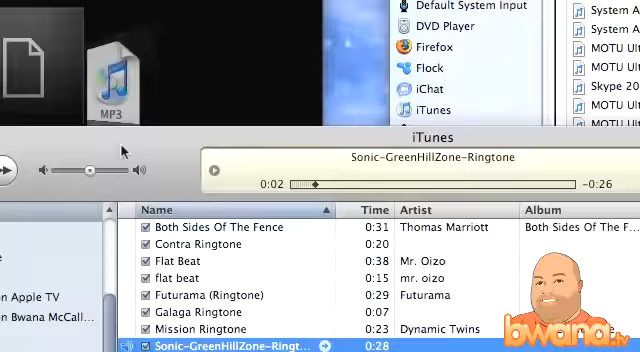 Default System Input
DVD Player
Firefox
Flock
iChat
iTunes
System A
System A
MOTU Ult
MOTU Ult
Skype 20
MOTU Ult
MOTU Ult
MP3
iTunes
Sonic-GreenHillZone-Ringtone
0:02
-0:26
Name Time Artist Album
Both Sides Of The Fence 0:31 Thomas Marriott Both Sides Of The F...
Contra Ringtone 0:20
Flat Beat 0:38 Mr. Oizo
flat beat 0:15 mr. oizo
Futurama (Ringtone) 0:29 Futurama
Galaga Ringtone 0:07
Mission Ringtone 0:23 Dynamic Twins
Sonic-GreenHillZone-Ringt... 0:28
n Apple TV
n Bwana McCall...
bwana.tv